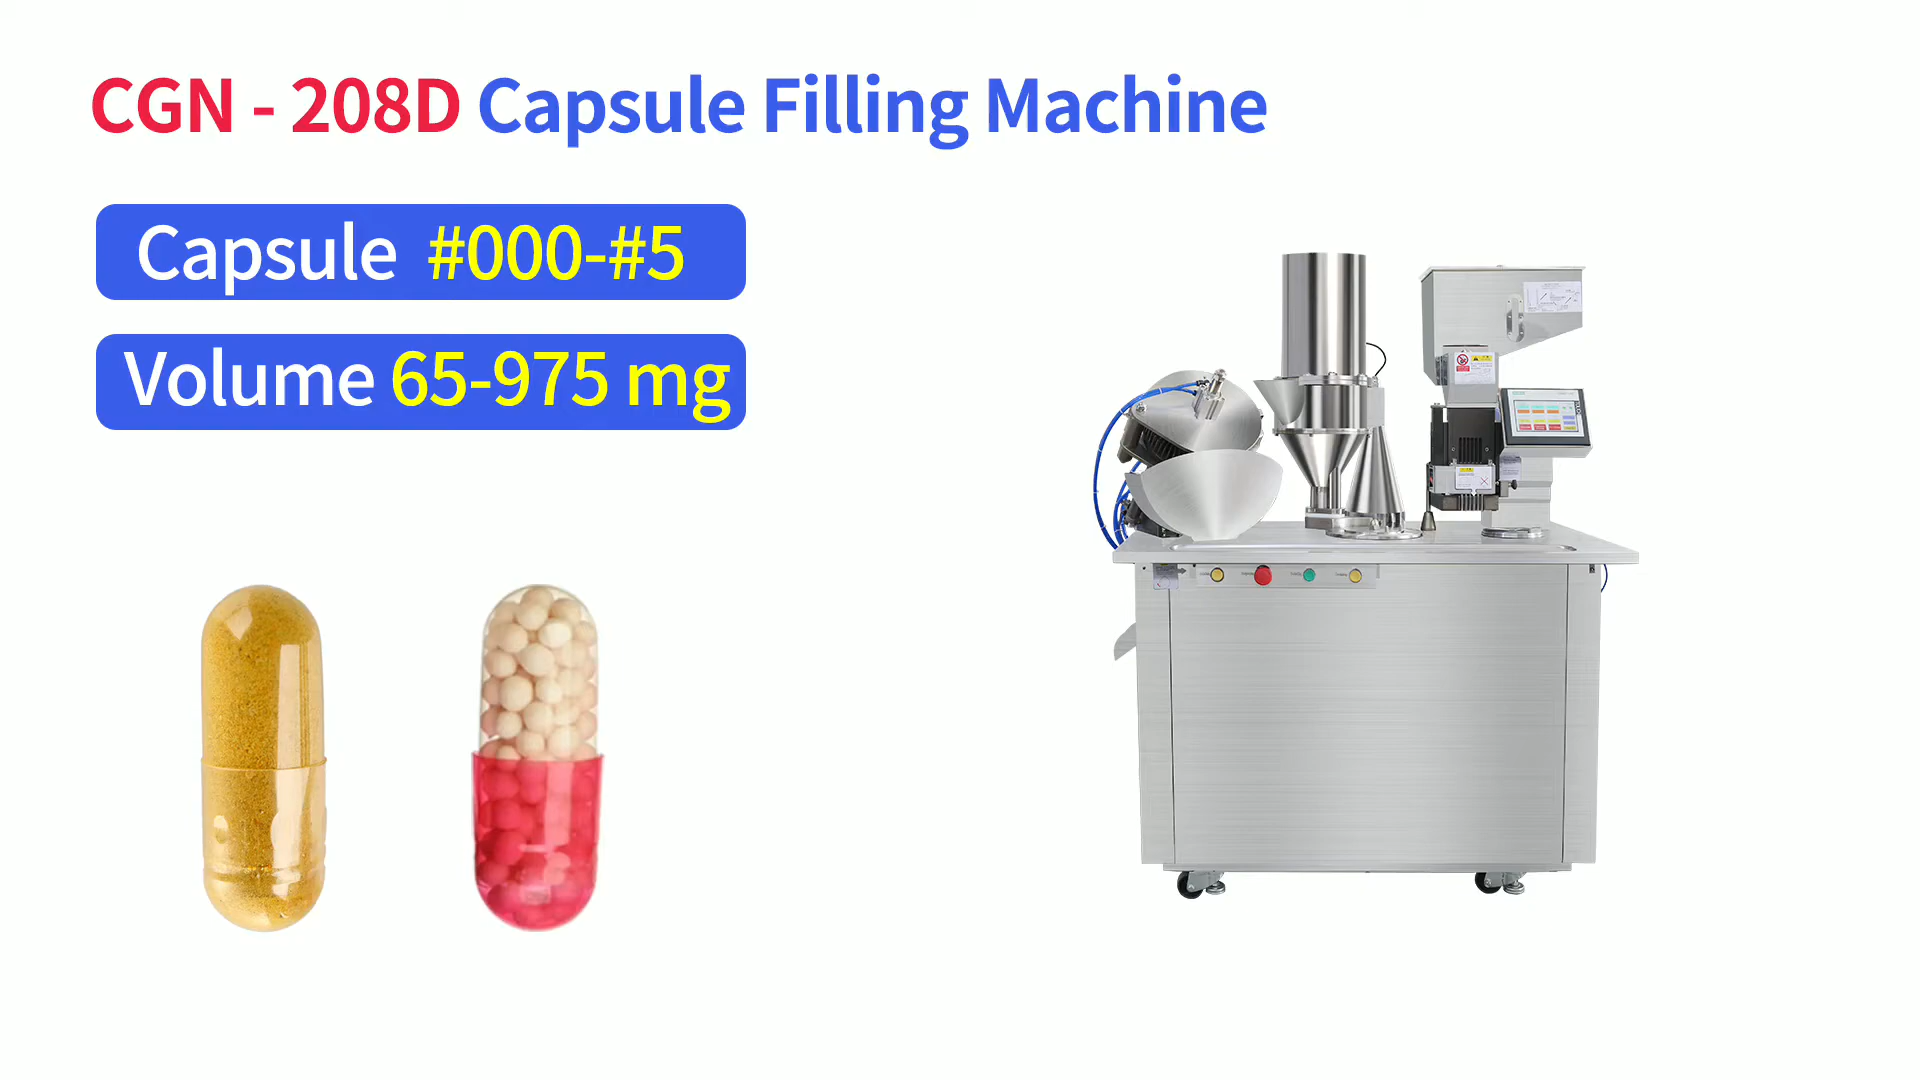 CGN - 208D Capsule Filling Machine
Capsule #000-#5
Volume 65-975 mg